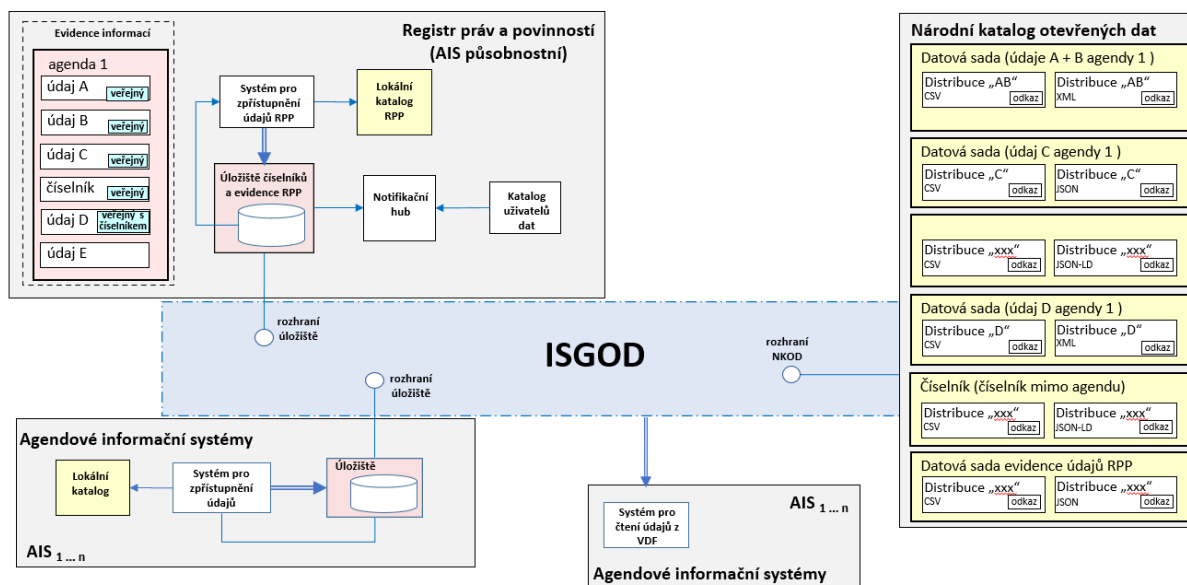 Evidence informací
agenda 1
údaj A
veřejný
údaj B
veřejný
údaj C
veřejný
číselník
veřejný
údaj D
veřejný s
číselníkem
údaj E
Registr práv a povinností
(AIS působnostní)
Systém pro
zpřístupnění
údajů RPP
Lokální
katalog
RPP
Úložiště číselníků
a evidence RPP
Notifikační
hub
Katalog
uživatelů
dat
rozhraní
úložiště
ISGOD
rozhraní
NKOD
rozhraní
úložiště
Agendové informační systémy
Lokální
katalog
Systém pro
zpřístupnění
údajů
Úložiště
AIS 1 ... n
AIS 1 ... n
Systém pro
čtení údajů z
VDF
Agendové informační systémy
Národní katalog otevřených dat
Datová sada (údaje A + B agendy 1 )
Distribuce „AB“
CSV
odkaz
Distribuce „AB“
XML
odkaz
Datová sada (údaj C agendy 1 )
Distribuce „C“
CSV
odkaz
Distribuce „C“
JSON
odkaz
Distribuce „xxx“
CSV
odkaz
Distribuce „xxx“
JSON-LD
odkaz
Datová sada (údaj D agendy 1 )
Distribuce „D“
CSV
odkaz
Distribuce „D“
XML
odkaz
Číselník (číselník mimo agendu)
Distribuce „xxx“
CSV
odkaz
Distribuce „xxx“
JSON-LD
odkaz
Datová sada evidence údajů RPP
Distribuce „xxx“
CSV
odkaz
Distribuce „xxx“
JSON
odkaz